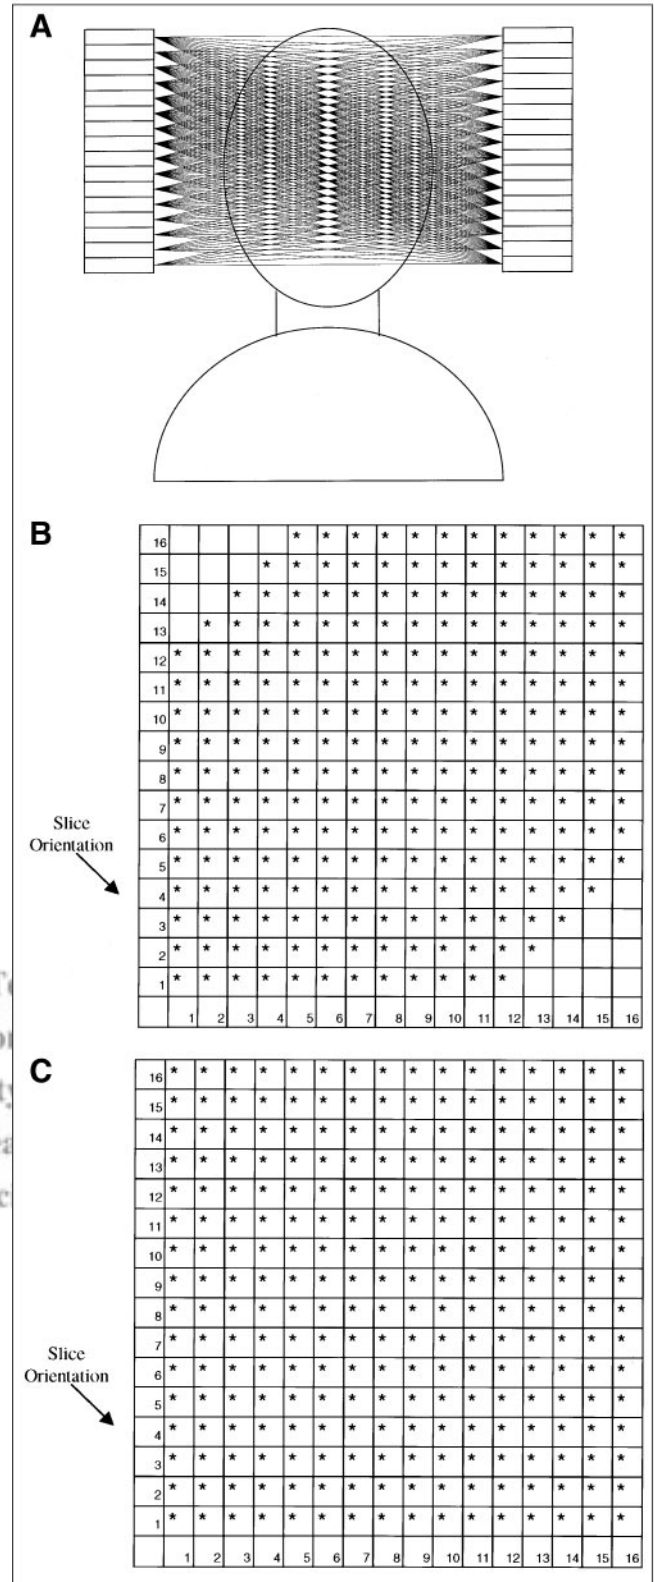 A
B
16 * * * * * * * * * * * *
15 * * * * * * * * * * * * *
14 * * * * * * * * * * * * * *
13 * * * * * * * * * * * * * * *
12 * * * * * * * * * * * * * * * *
11 * * * * * * * * * * * * * * * *
10 * * * * * * * * * * * * * * * *
9 * * * * * * * * * * * * * * * *
8 * * * * * * * * * * * * * * * *
7 * * * * * * * * * * * * * * * *
6 * * * * * * * * * * * * * * * *
5 * * * * * * * * * * * * * * * *
4 * * * * * * * * * * * * * * *
3 * * * * * * * * * * * * * *
2 * * * * * * * * * * * * *
1 * * * * * * * * * * * *
1 2 3 4 5 6 7 8 9 10 11 12 13 14 15 16
Slice
Orientation
C
16 * * * * * * * * * * * * * * * *
15 * * * * * * * * * * * * * * * *
14 * * * * * * * * * * * * * * * *
13 * * * * * * * * * * * * * * * *
12 * * * * * * * * * * * * * * * *
11 * * * * * * * * * * * * * * * *
10 * * * * * * * * * * * * * * * *
9 * * * * * * * * * * * * * * * *
8 * * * * * * * * * * * * * * * *
7 * * * * * * * * * * * * * * * *
6 * * * * * * * * * * * * * * * *
5 * * * * * * * * * * * * * * * *
4 * * * * * * * * * * * * * * * *
3 * * * * * * * * * * * * * * * *
2 * * * * * * * * * * * * * * * *
1 * * * * * * * * * * * * * * * *
1 2 3 4 5 6 7 8 9 10 11 12 13 14 15 16
Slice
Orientation